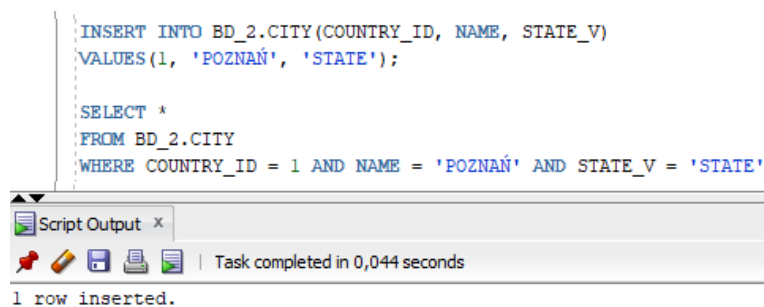 INSERT INTO BD_2.CITY(COUNTRY_ID, NAME, STATE_V)
VALUES(1, 'POZNAŃ', 'STATE');
SELECT *
FROM BD_2.CITY
WHERE COUNTRY_ID = 1 AND NAME = 'POZNAŃ' AND STATE_V = 'STATE'
Script Output x
Task completed in 0,044 seconds
1 row inserted.